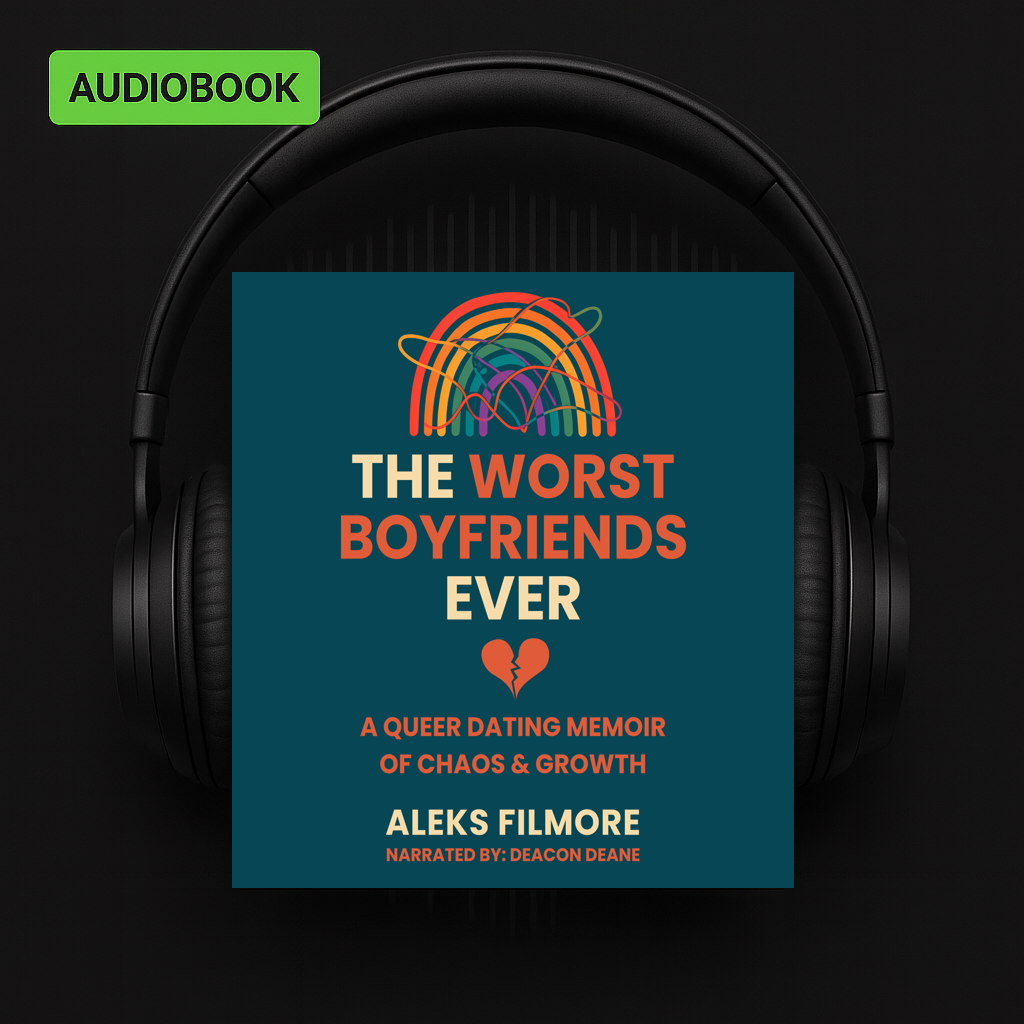 AUDIOBOOK
THE WORST
BOYFRIENDS
EVER
A QUEER DATING MEMOIR
OF CHAOS & GROWTH
ALEKS FILMORE
NARRATED BY: DEACON DEANE